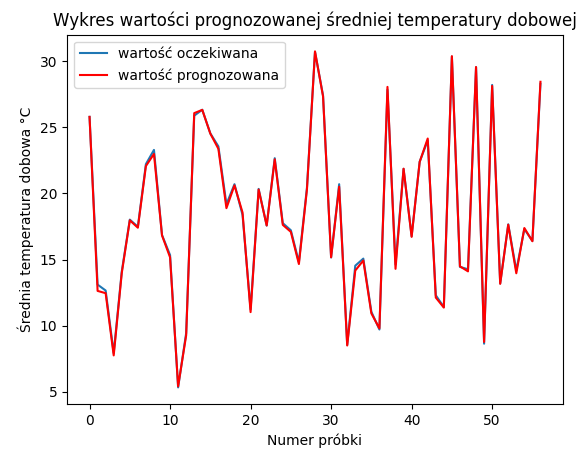 Wykres wartości prognozowanej średniej temperatury dobowej
wartość oczekiwana
wartość prognozowana
Średnia temperatura dobowa °C
30
25
20
15
10
5
0 10 20 30 40 50
Numer próbki